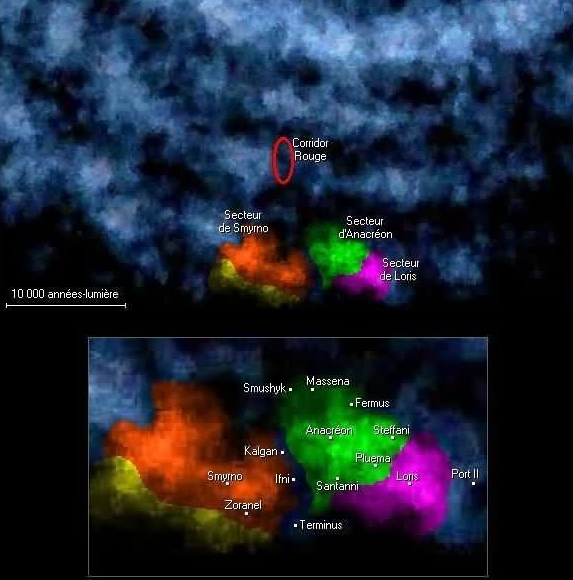 Corridor
Rouge
Secteur
de Smyrno
Secteur
d'Anacréon
Secteur
de Loris
10 000 années-lumière
Smushyk
Massena
Fermus
Anacréon
Steffani
Kalgan
Pluema
Smyrno
Ifni
Santanni
Loris
Port II
Zoranel
Terminus